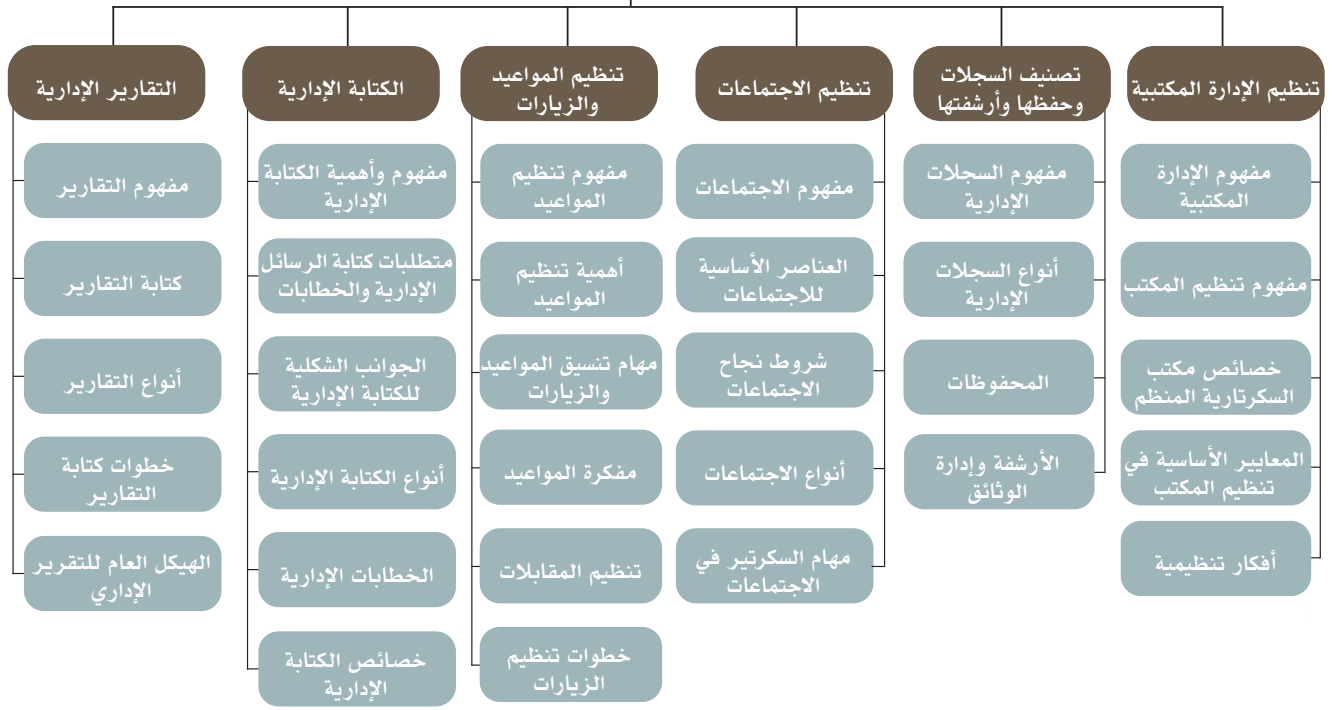 تنظيم الإدارة المكتبية
مفهوم الإدارة
المكتبية
مفهوم تنظيم المكتب
خصائص مكتب
السكرتارية المنظم
المعايير الأساسية في
تنظيم المكتب
أفكار تنظيمية
تصنيف السجلات
وحفظها وأرشفتها
مفهوم السجلات
الإدارية
أنواع السجلات
الإدارية
المحفوظات
الأرشفة وإدارة
الوثائق
تنظيم الاجتماعات
مفهوم الاجتماعات
العناصر الأساسية
للاجتماعات
شروط نجاح
الاجتماعات
أنواع الاجتماعات
مهام السكرتير في
الاجتماعات
تنظيم المواعيد
والزيارات
مفهوم تنظيم
المواعيد
أهمية تنظيم
المواعيد
مهام تنسيق المواعيد
والزيارات
مفكرة المواعيد
تنظيم المقابلات
خطوات تنظيم
الزيارات
الكتابة الإدارية
مفهوم وأهمية الكتابة
الإدارية
متطلبات كتابة الرسائل
الإدارية والخطابات
الجوانب الشكلية
للكتابة الإدارية
أنواع الكتابة الإدارية
الخطابات الإدارية
خصائص الكتابة
الإدارية
التقارير الإدارية
مفهوم التقارير
كتابة التقارير
أنواع التقارير
خطوات كتابة
التقارير
الهيكل العام للتقرير
الإداري